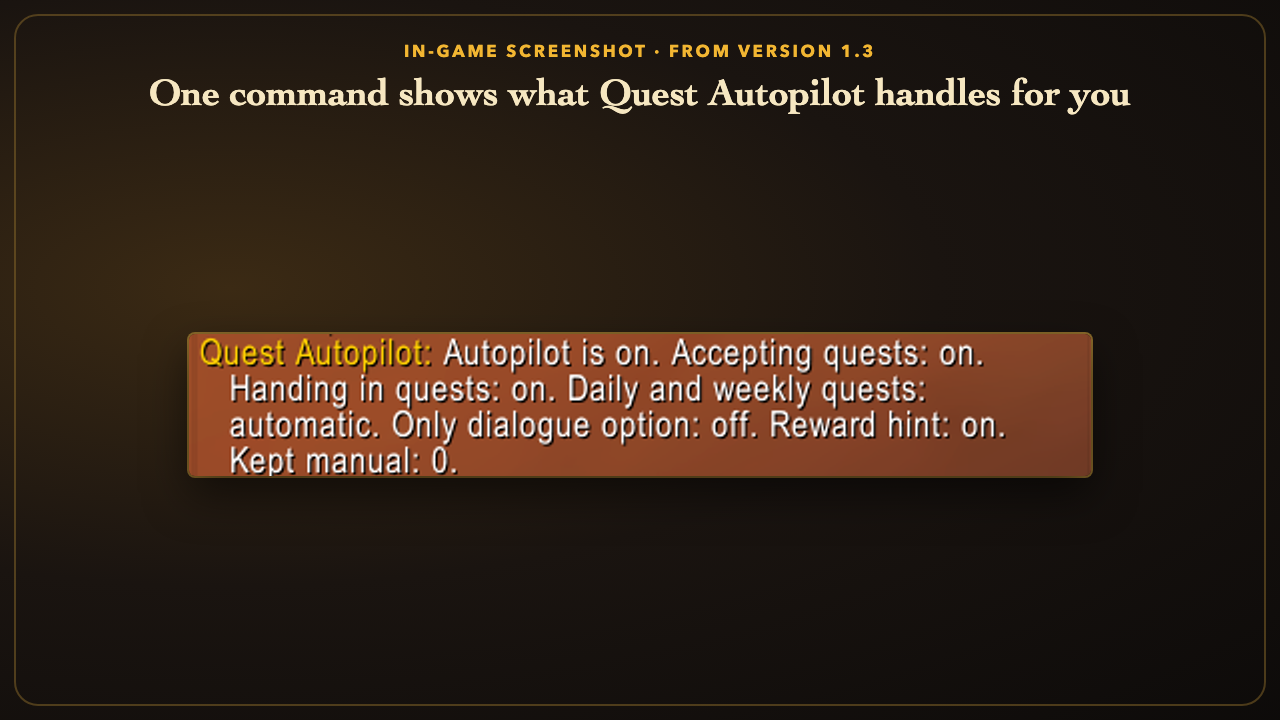 IN-GAME SCREENSHOT · FROM VERSION 1.3
One command shows what Quest Autopilot handles for you
Quest Autopilot: Autopilot is on. Accepting quests: on.
Handing in quests: on. Daily and weekly quests:
automatic. Only dialogue option: off. Reward hint: on.
Kept manual: 0.